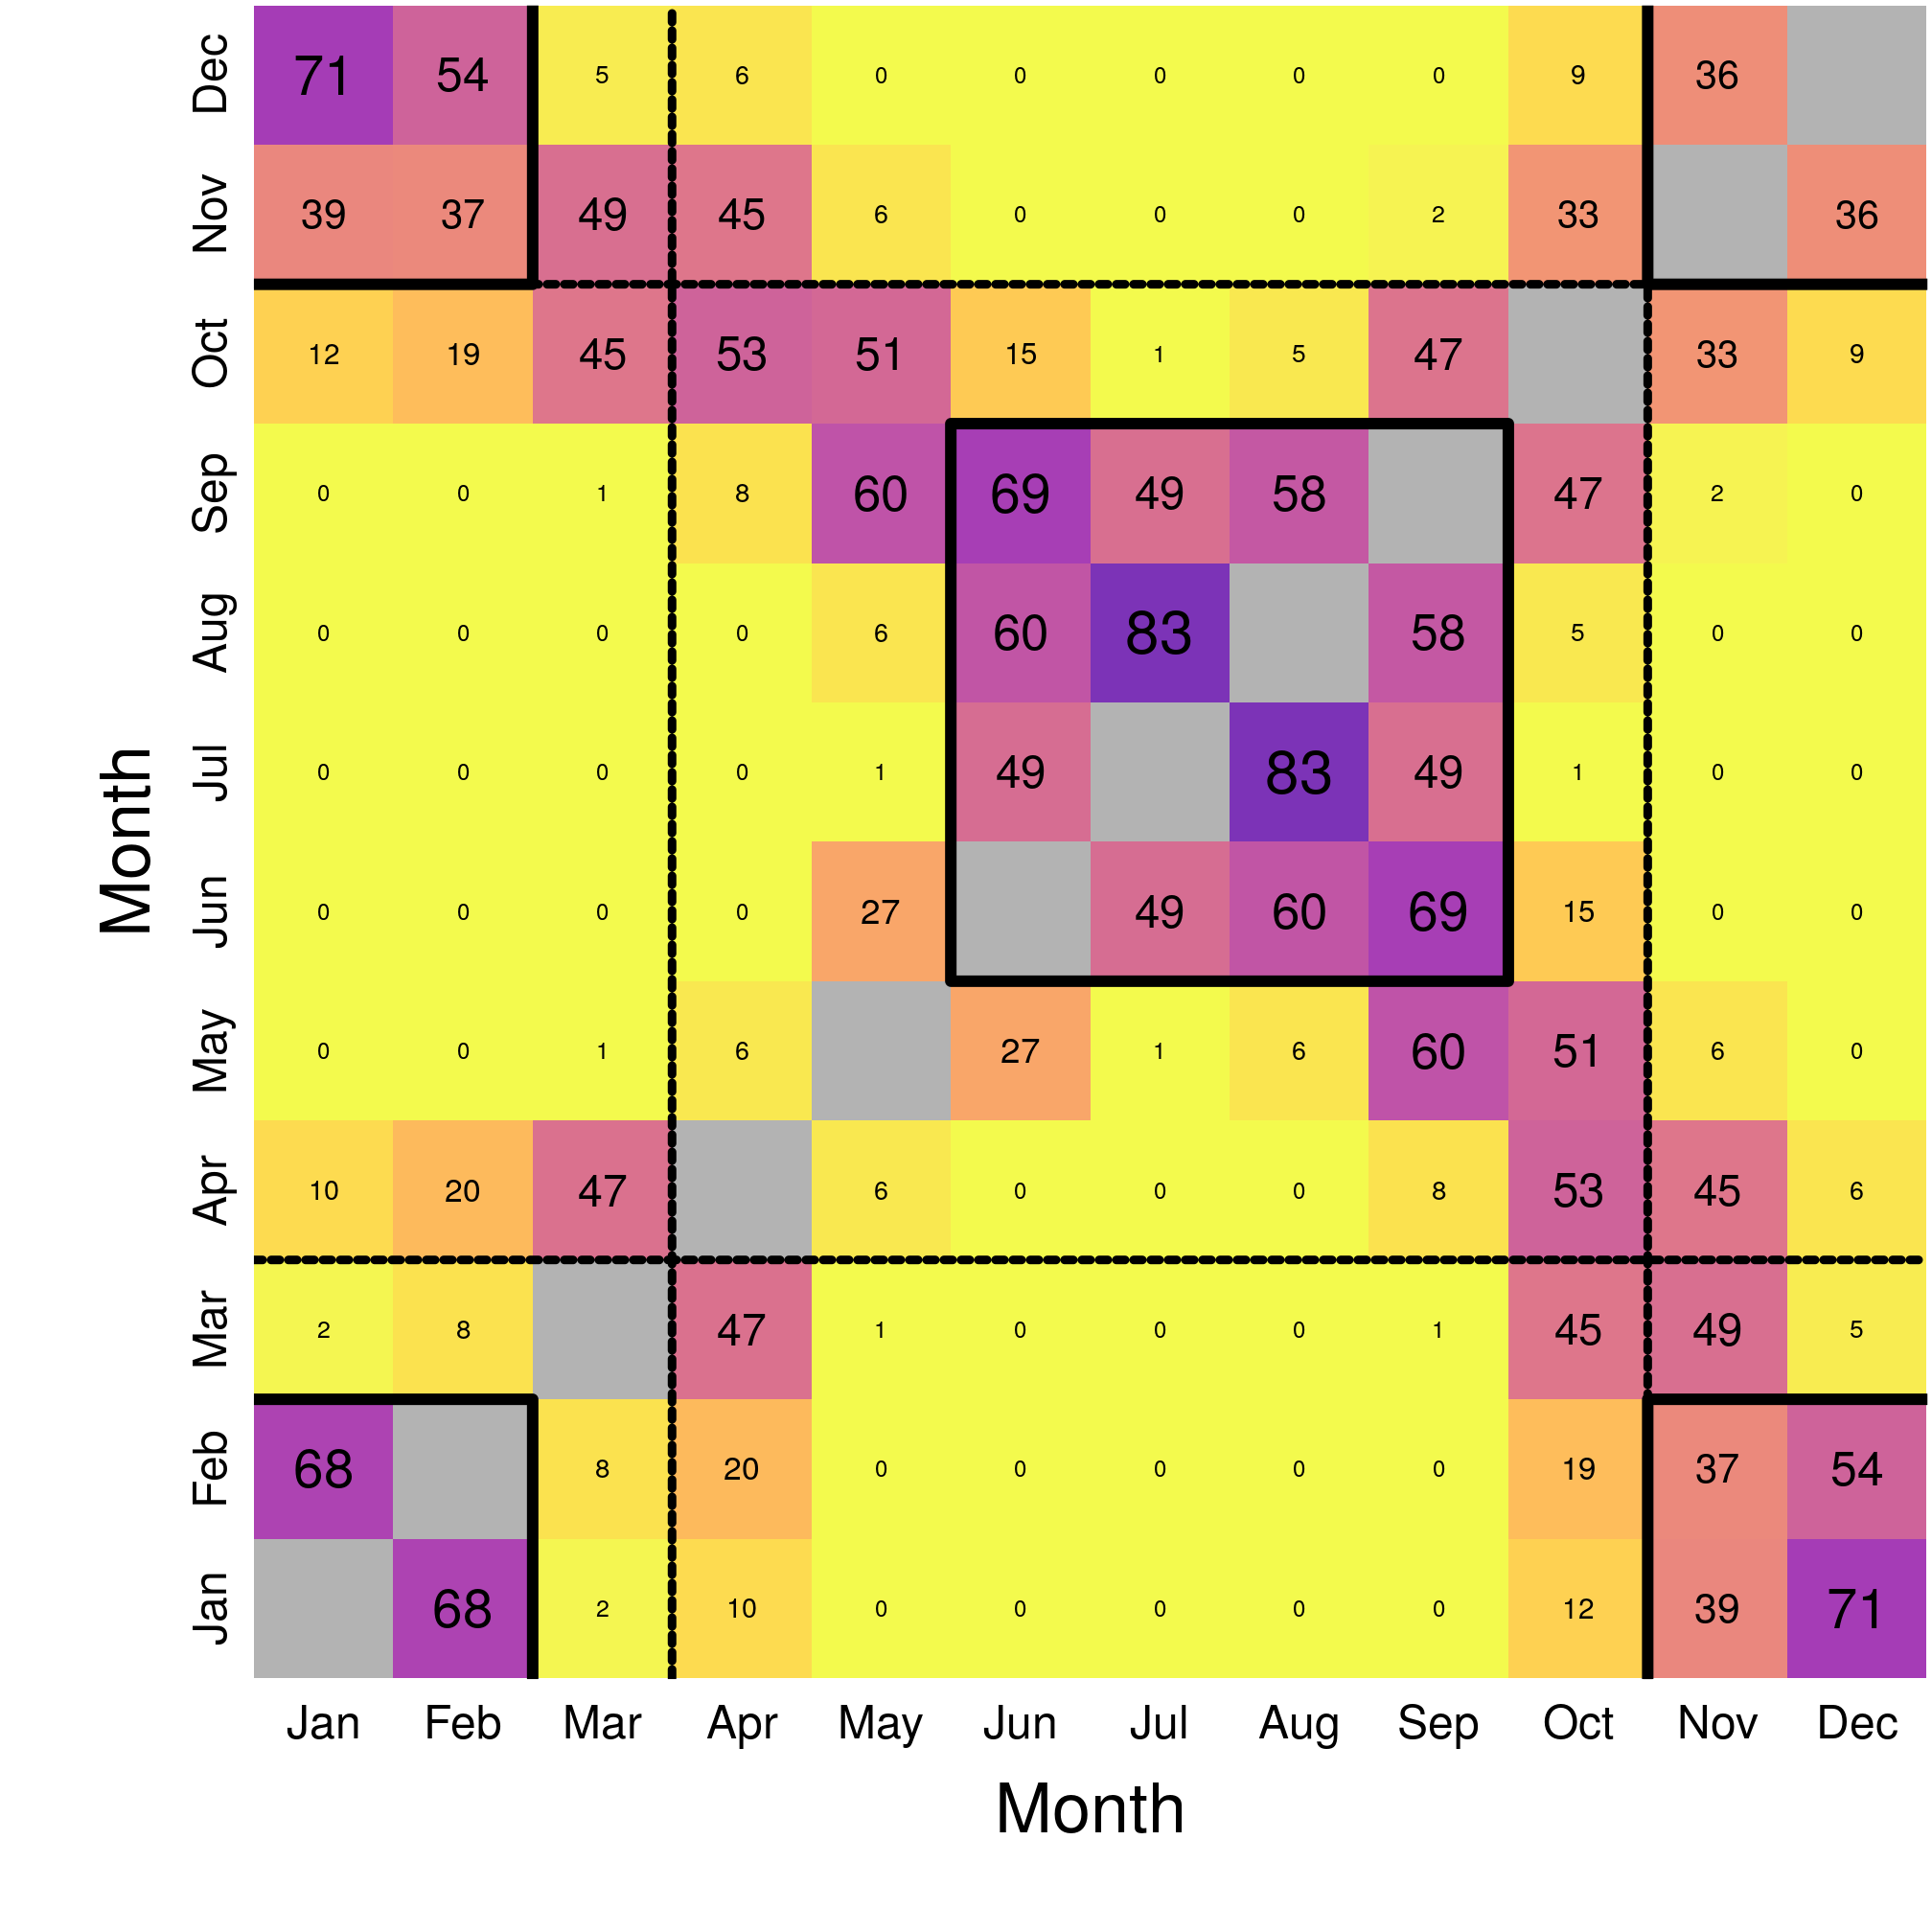 Dec 71 54 5 6 0 0 0 0 0 9 36
Nov 39 37 49 45 6 0 0 0 2 33 36
Oct 12 19 45 53 51 15 1 5 47 33 9
Sep 0 0 1 8 60 69 49 58 47 2 0
Aug 0 0 0 0 6 60 83 58 5 0 0
Jul 0 0 0 0 1 49 83 49 1 0 0
Jun 0 0 0 0 27 49 60 69 15 0 0
May 0 0 1 6 27 1 6 60 51 6 0
Apr 10 20 47 6 0 0 0 8 53 45 6
Mar 2 8 47 1 0 0 0 1 45 49 5
Feb 68 8 20 0 0 0 0 0 19 37 54
Jan 68 2 10 0 0 0 0 0 12 39 71
Jan Feb Mar Apr May Jun Jul Aug Sep Oct Nov Dec
Month
Month